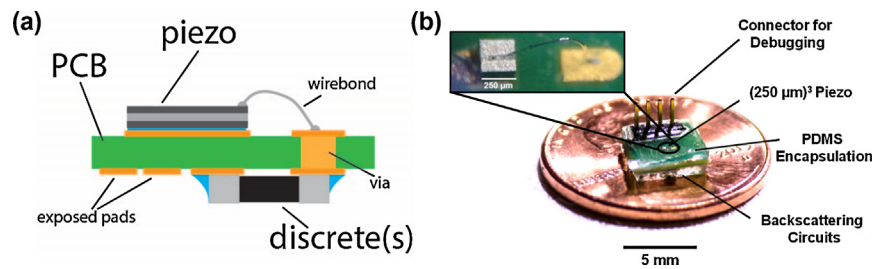 (a)
piezo
PCB
wirebond
via
exposed pads
discrete(s)
(b)
250 µm
Connector for
Debugging
(250 µm)³ Piezo
PDMS
Encapsulation
Backscattering
Circuits
5 mm